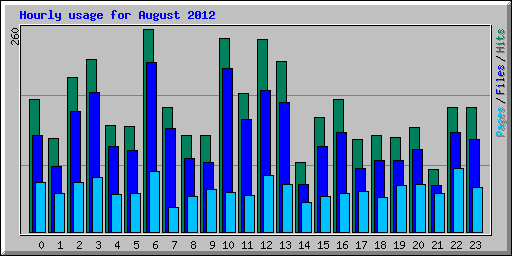 Hourly usage for August 2012
260
Pages / Files / Hits
0 1 2 3 4 5 6 7 8 9 10 11 12 13 14 15 16 17 18 19 20 21 22 23